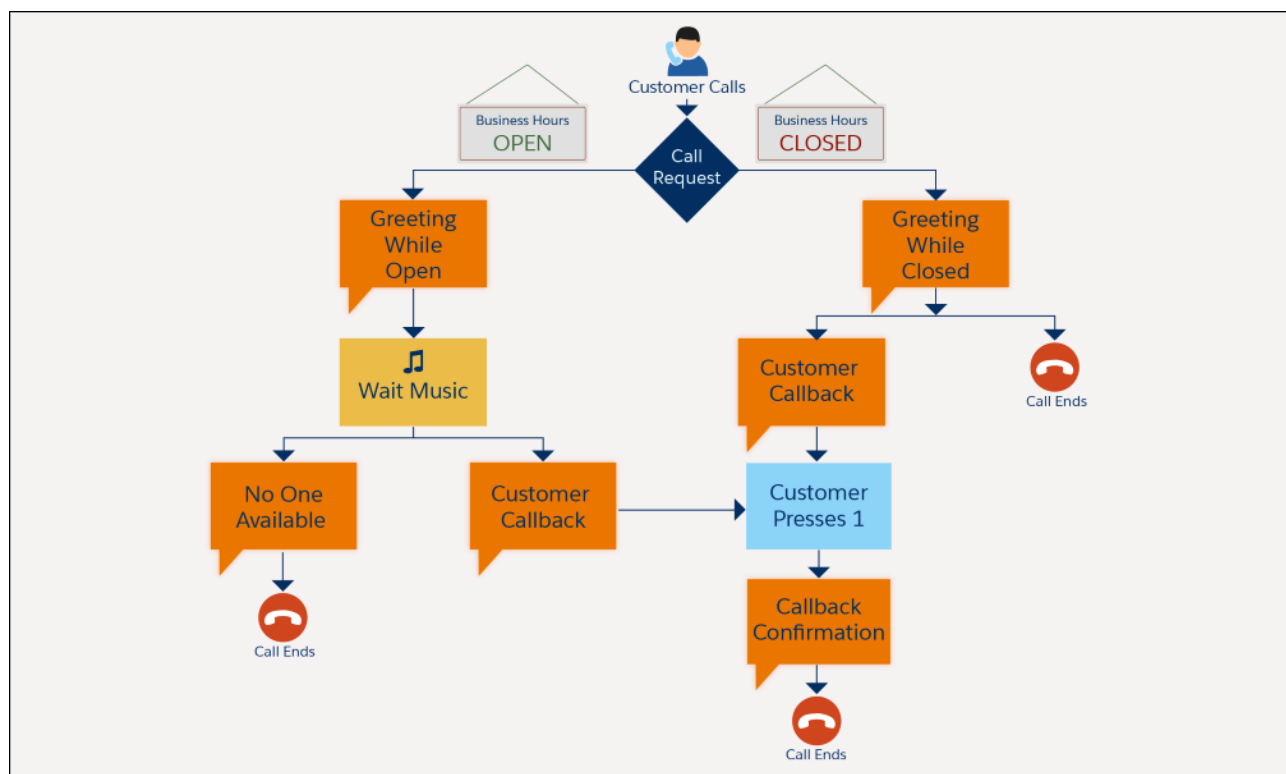 Customer Calls
Business Hours
OPEN
Business Hours
CLOSED
Call
Request
Greeting
While
Open
Greeting
While
Closed
Wait Music
Customer
Callback
Call Ends
No One
Available
Customer
Callback
Customer
Presses 1
Call Ends
Callback
Confirmation
Call Ends